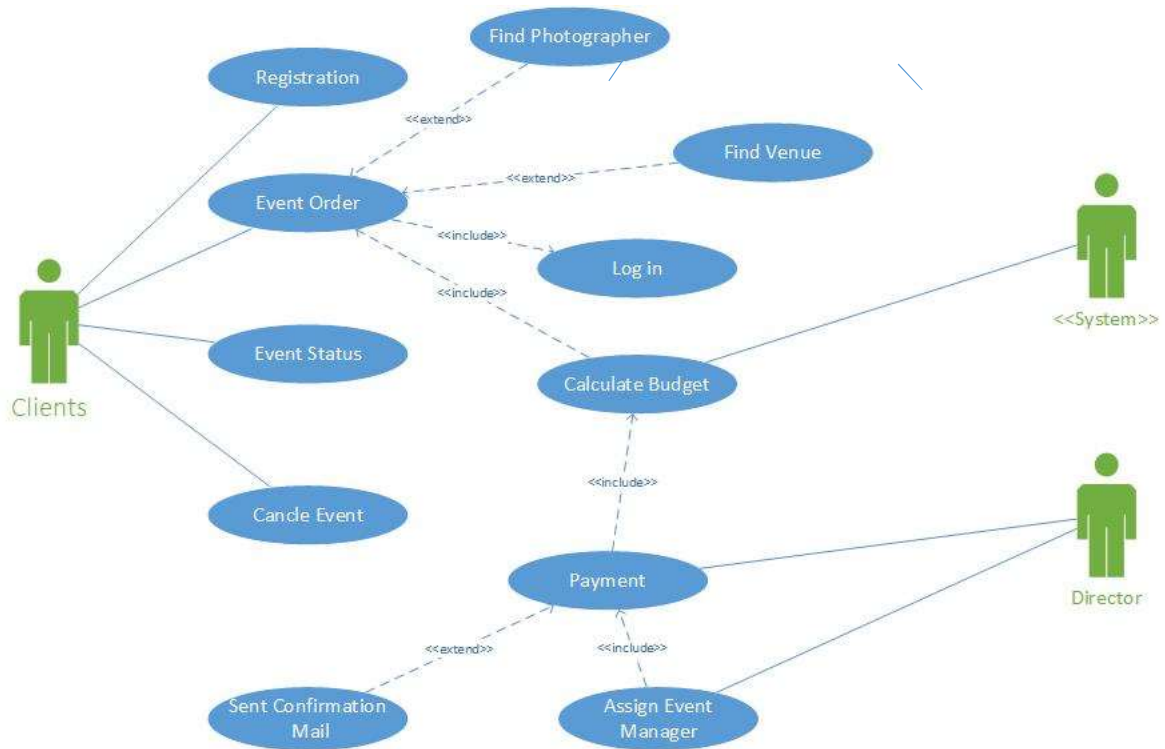 Find Photographer
Registration
<<extend>>
Find Venue
<<extend>>
Event Order
<<include>>
Log in
<<include>>
<<System>>
Event Status
Calculate Budget
Clients
<<include>>
Cancle Event
Payment
Director
<<extend>>
<<include>>
Sent Confirmation
Mail
Assign Event
Manager